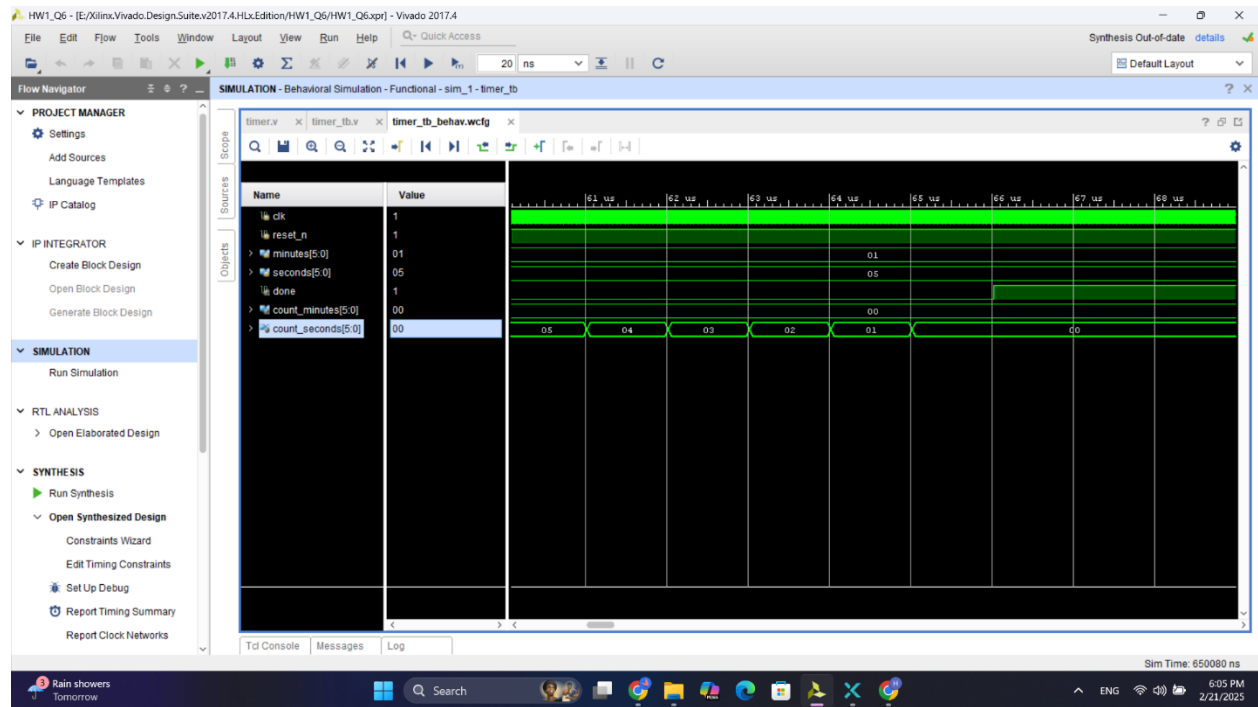 HW1_Q6 - [E:/Xilinx.Vivado.Design.Suite.v2017.4.HLx.Edition/HW1_Q6/HW1_Q6.xpr] - Vivado 2017.4
File Edit Flow Tools Window Layout View Run Help Q- Quick Access
Synthesis Out-of-date details
20 ns
Default Layout
Flow Navigator
SIMULATION - Behavioral Simulation - Functional - sim_1 - timer_tb
PROJECT MANAGER
Settings
Add Sources
Language Templates
IP Catalog
IP INTEGRATOR
Create Block Design
Open Block Design
Generate Block Design
SIMULATION
Run Simulation
RTL ANALYSIS
Open Elaborated Design
SYNTHESIS
Run Synthesis
Open Synthesized Design
Constraints Wizard
Edit Timing Constraints
Set Up Debug
Report Timing Summary
Report Clock Networks
Scope
Sources
Objects
timer.v timer_tb.v timer_tb_behav.wcfg
Name Value
61 us 62 us 63 us 64 us 65 us 66 us 67 us 68 us
clk 1
reset_n 1
minutes[5:0] 01 01
seconds[5:0] 05 05
done 1
count_minutes[5:0] 00 00
count_seconds[5:0] 00 05 04 03 02 01 00
Tcl Console Messages Log
Sim Time: 650080 ns
3
Rain showers
Tomorrow
Search
ENG
6:05 PM
2/21/2025